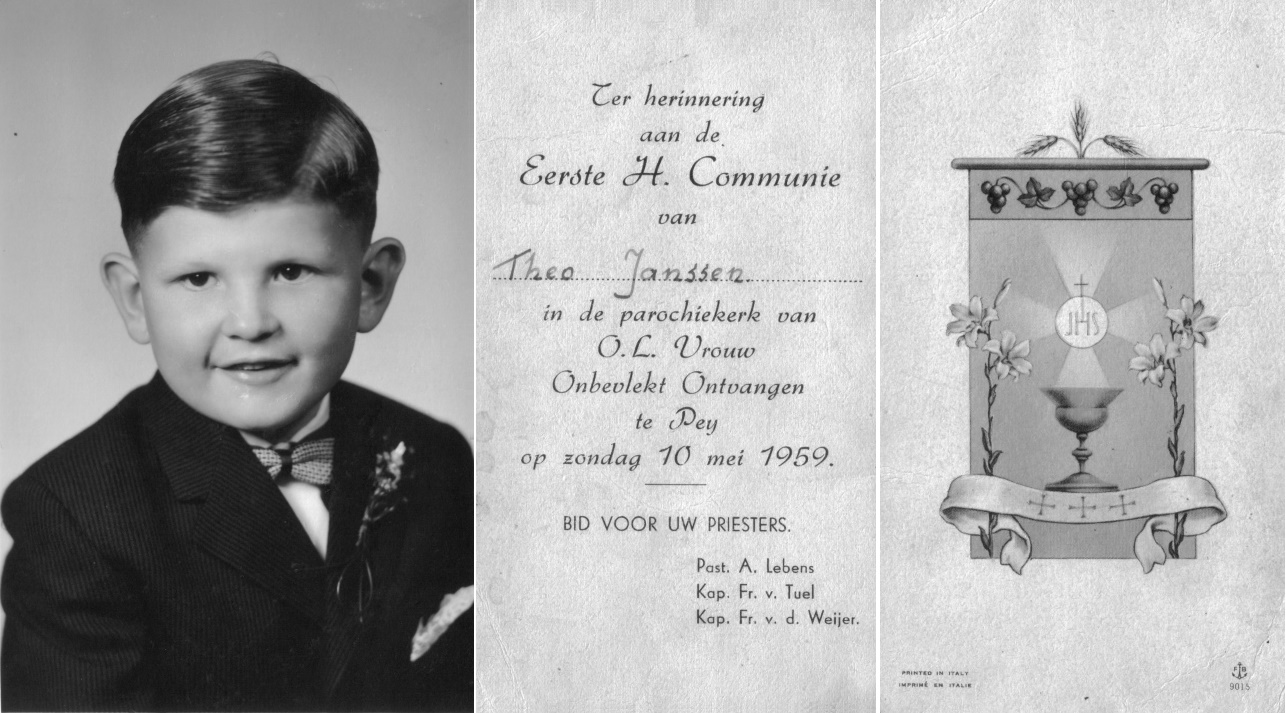 Ter herinnering
aan de
Eerste H. Communie
van
Theo Janssen
in de parochiekerk van
O.L. Vrouw
Onbevlekt Ontvangen
te Pey
op zondag 10 mei 1959.
BID VOOR UW PRIESTERS.
Past. A. Lebens
Kap. Fr. v. Tuel
Kap. Fr. v. d. Weijer.
JHS
PRINTED IN ITALY
IMPRIMÉ EN ITALIE
F B
9015